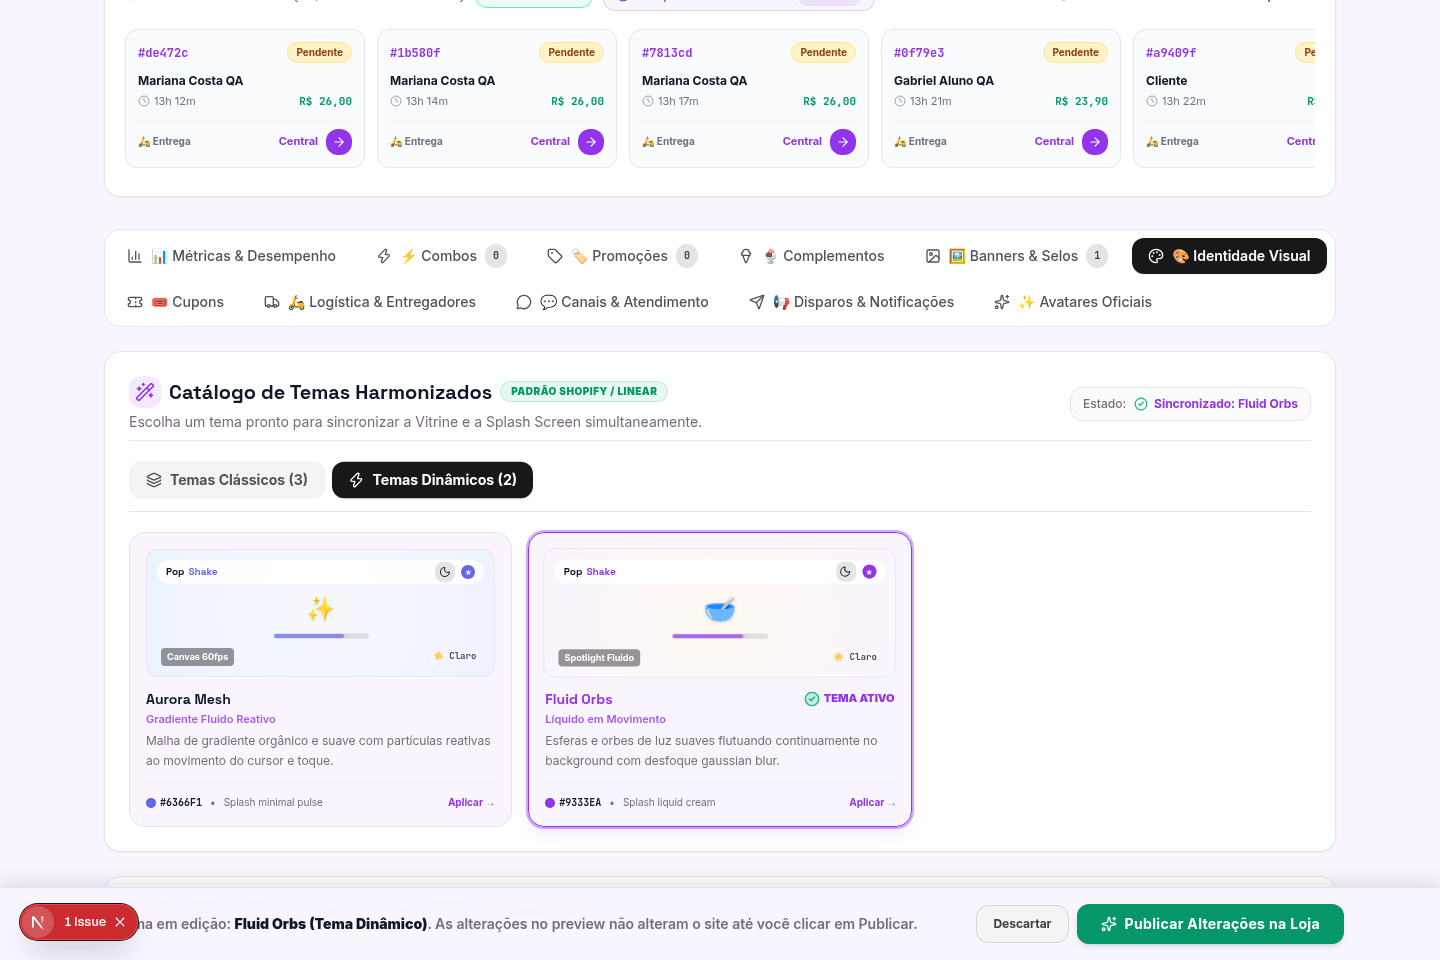 #de472c Pendente
Mariana Costa QA
13h 12m R$ 26,00
🛵 Entrega Central
#1b580f Pendente
Mariana Costa QA
13h 14m R$ 26,00
🛵 Entrega Central
#7813cd Pendente
Mariana Costa QA
13h 17m R$ 26,00
🛵 Entrega Central
#0f79e3 Pendente
Gabriel Aluno QA
13h 21m R$ 23,90
🛵 Entrega Central
#a9409f Pe
Cliente
13h 22m
🛵 Entrega Centr
📊 Métricas & Desempenho ⚡ Combos 0 🏷️ Promoções 0 🍨 Complementos 🖼️ Banners & Selos 1 🎨 Identidade Visual
🎟️ Cupons 🛵 Logística & Entregadores 💬 Canais & Atendimento 📢 Disparos & Notificações ✨ Avatares Oficiais
Catálogo de Temas Harmonizados PADRÃO SHOPIFY / LINEAR
Escolha um tema pronto para sincronizar a Vitrine e a Splash Screen simultaneamente.
Estado: Sincronizado: Fluid Orbs
Temas Clássicos (3) Temas Dinâmicos (2)
Pop Shake
Canvas 60fps ☀️ Claro
Aurora Mesh
Gradiente Fluido Reativo
Malha de gradiente orgânico e suave com partículas reativas
ao movimento do cursor e toque.
#6366F1 • Splash minimal pulse Aplicar →
Pop Shake
Spotlight Fluido ☀️ Claro
Fluid Orbs TEMA ATIVO
Líquido em Movimento
Esferas e orbes de luz suaves flutuando continuamente no
background com desfoque gaussian blur.
#9333EA • Splash liquid cream Aplicar →
1 Issue
ma em edição: Fluid Orbs (Tema Dinâmico). As alterações no preview não alteram o site até você clicar em Publicar.
Descartar
Publicar Alterações na Loja